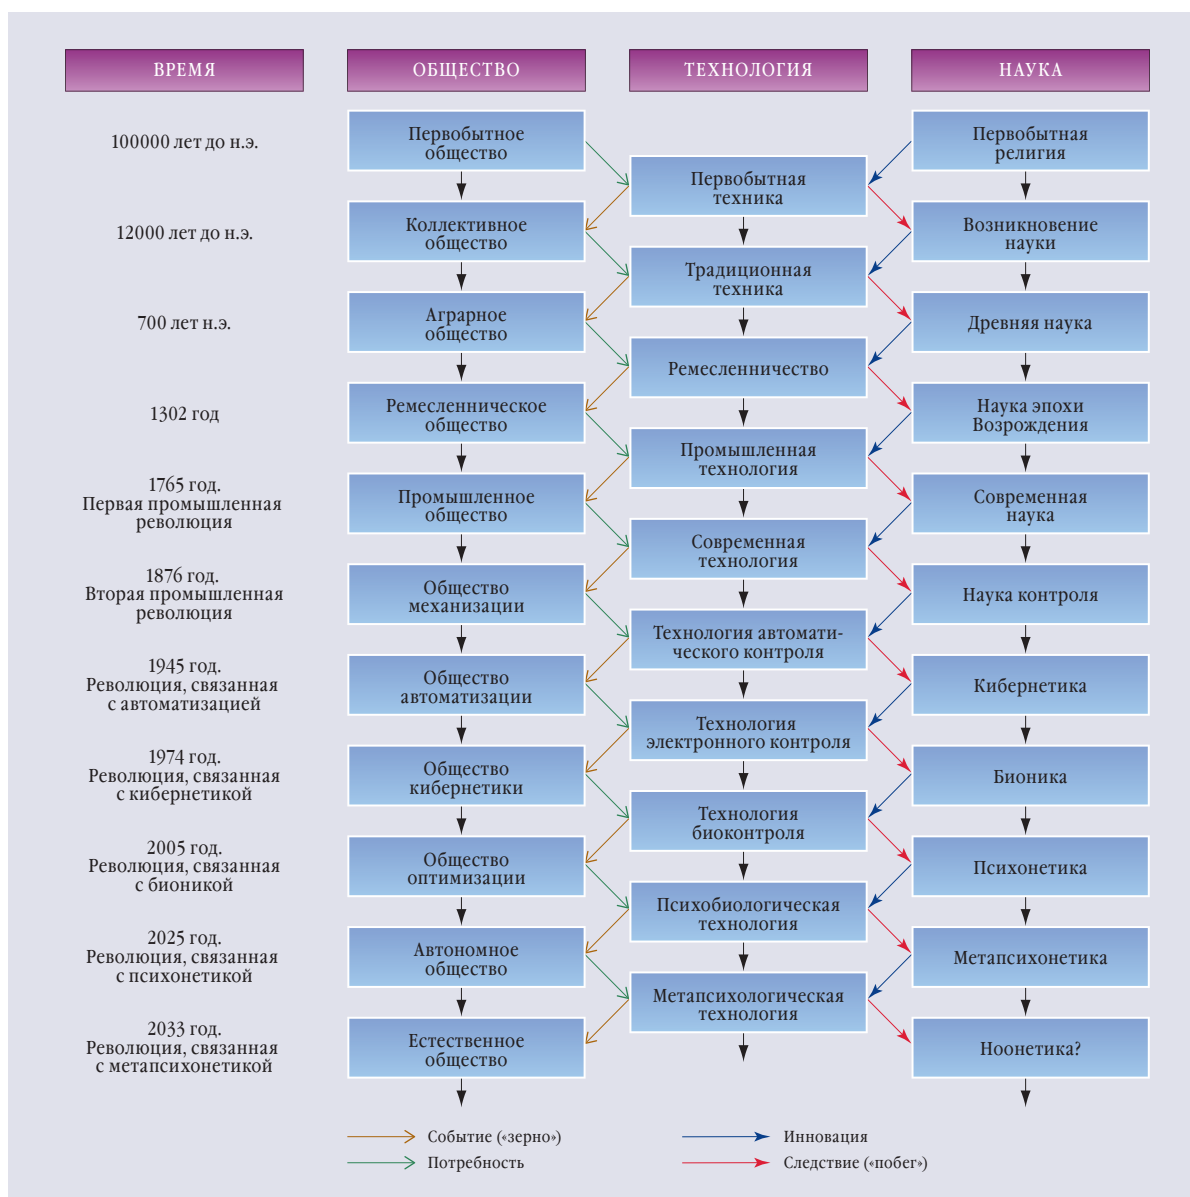 ВРЕМЯ
ОБЩЕСТВО
ТЕХНОЛОГИЯ
НАУКА
100000 лет до н.э.
Первобытное
общество
Первобытная
религия
Первобытная
техника
12000 лет до н.э.
Коллективное
общество
Возникновение
науки
Традиционная
техника
700 лет н.э.
Аграрное
общество
Древняя наука
Ремесленничество
1302 год
Ремесленническое
общество
Наука эпохи
Возрождения
Промышленная
технология
1765 год.
Первая промышленная
революция
Промышленное
общество
Современная
наука
Современная
технология
1876 год.
Вторая промышленная
революция
Общество
механизации
Наука контроля
Технология автомати-
ческого контроля
1945 год.
Революция, связанная
с автоматизацией
Общество
автоматизации
Кибернетика
Технология
электронного контроля
1974 год.
Революция, связанная
с кибернетикой
Общество
кибернетики
Бионика
Технология
биоконтроля
2005 год.
Революция, связанная
с бионикой
Общество
оптимизации
Психонетика
Психобиологическая
технология
2025 год.
Революция, связанная
с психонетикой
Автономное
общество
Метапсихонетика
Метапсихологическая
технология
2033 год.
Революция, связанная
с метапсихонетикой
Естественное
общество
Ноонетика?
Событие («зерно»)
Инновация
Потребность
Следствие («побег»)